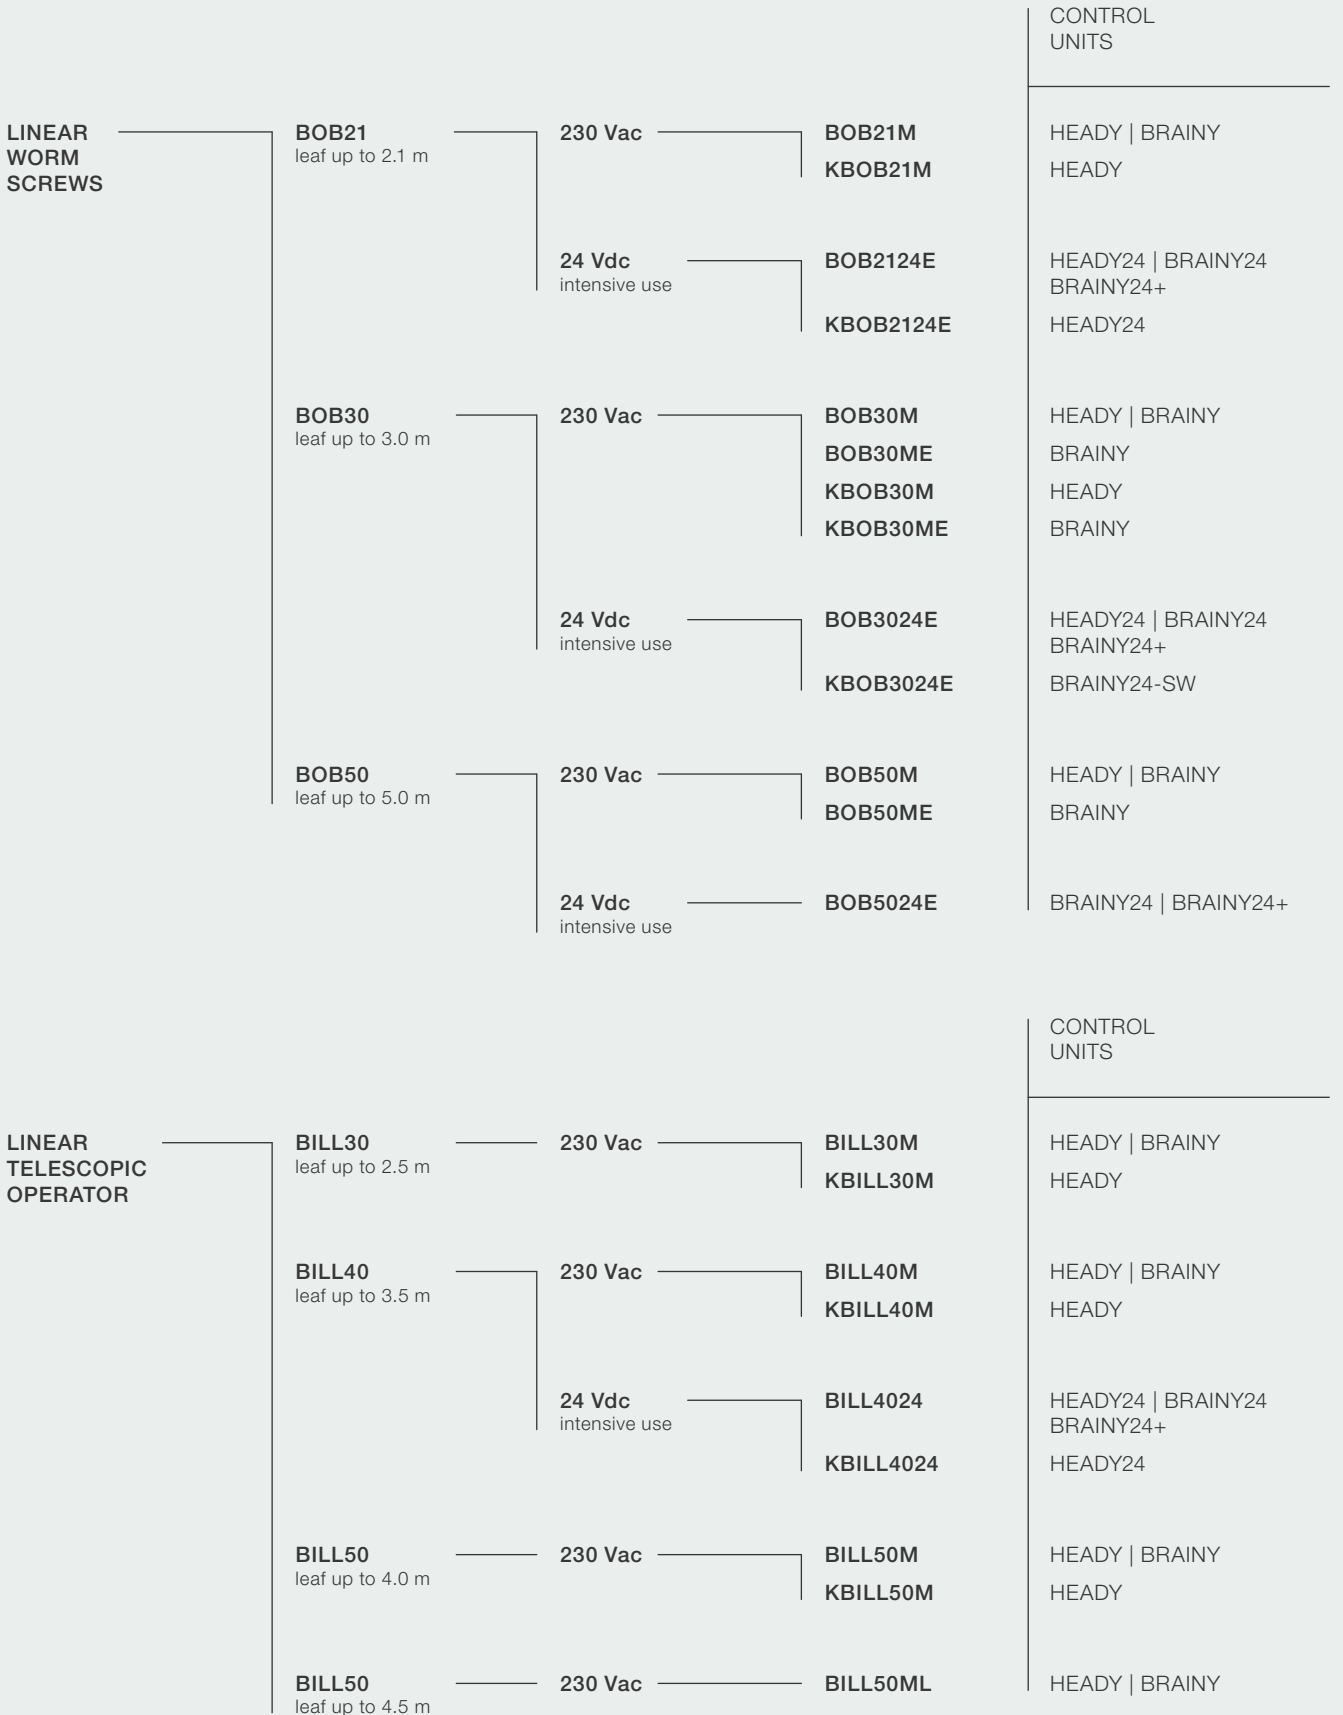 CONTROL
UNITS
LINEAR
WORM
SCREWS
BOB21
leaf up to 2.1 m
230 Vac
BOB21M
HEADY | BRAINY
KBOB21M
HEADY
24 Vdc
intensive use
BOB2124E
HEADY24 | BRAINY24
BRAINY24+
KBOB2124E
HEADY24
BOB30
leaf up to 3.0 m
230 Vac
BOB30M
HEADY | BRAINY
BOB30ME
BRAINY
KBOB30M
HEADY
KBOB30ME
BRAINY
24 Vdc
intensive use
BOB3024E
HEADY24 | BRAINY24
BRAINY24+
KBOB3024E
BRAINY24-SW
BOB50
leaf up to 5.0 m
230 Vac
BOB50M
HEADY | BRAINY
BOB50ME
BRAINY
24 Vdc
intensive use
BOB5024E
BRAINY24 | BRAINY24+
CONTROL
UNITS
LINEAR
TELESCOPIC
OPERATOR
BILL30
leaf up to 2.5 m
230 Vac
BILL30M
HEADY | BRAINY
KBILL30M
HEADY
BILL40
leaf up to 3.5 m
230 Vac
BILL40M
HEADY | BRAINY
KBILL40M
HEADY
24 Vdc
intensive use
BILL4024
HEADY24 | BRAINY24
BRAINY24+
KBILL4024
HEADY24
BILL50
leaf up to 4.0 m
230 Vac
BILL50M
HEADY | BRAINY
KBILL50M
HEADY
BILL50
leaf up to 4.5 m
230 Vac
BILL50ML
HEADY | BRAINY